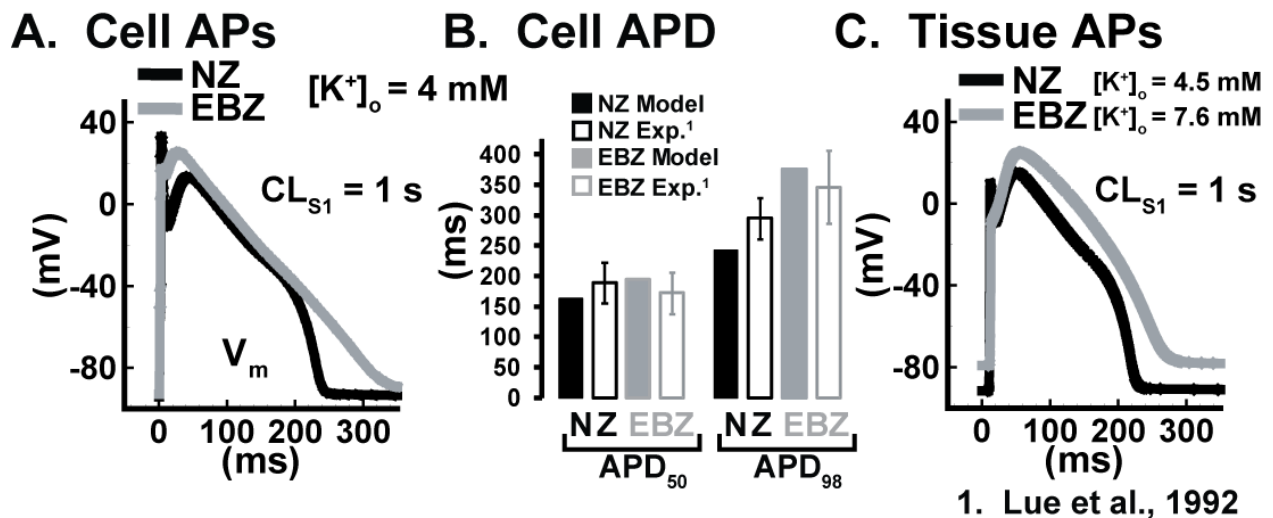 A. Cell APs
NZ
EBZ
[K⁺]ₒ = 4 mM
40
0
-40
-80
(mV)
CL_S1 = 1 s
V_m
0 100 200 300
(ms)
B. Cell APD
NZ Model
NZ Exp.¹
EBZ Model
EBZ Exp.¹
400
350
300
250
200
150
100
50
0
(ms)
NZ EBZ NZ EBZ
APD₅₀ APD₉₈
C. Tissue APs
NZ [K⁺]ₒ = 4.5 mM
EBZ [K⁺]ₒ = 7.6 mM
40
0
-40
-80
(mV)
CL_S1 = 1 s
0 100 200 300
(ms)
1. Lue et al., 1992